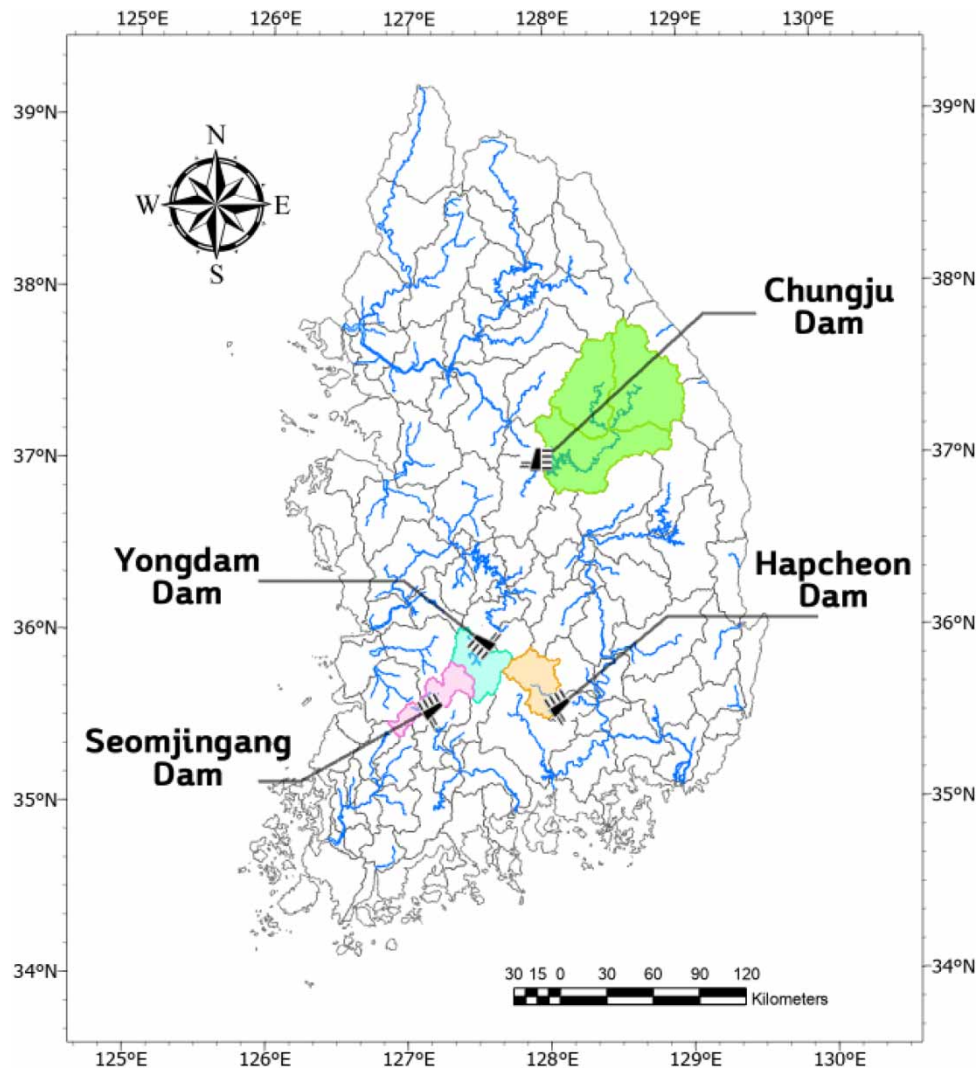 125°E 126°E 127°E 128°E 129°E 130°E
39°N 39°N
N
W E
S
38°N 38°N
Chungju
Dam
37°N 37°N
Yongdam
Dam
Hapcheon
Dam
36°N 36°N
Seomjingang
Dam
35°N 35°N
34°N 34°N
30 15 0 30 60 90 120
Kilometers
125°E 126°E 127°E 128°E 129°E 130°E